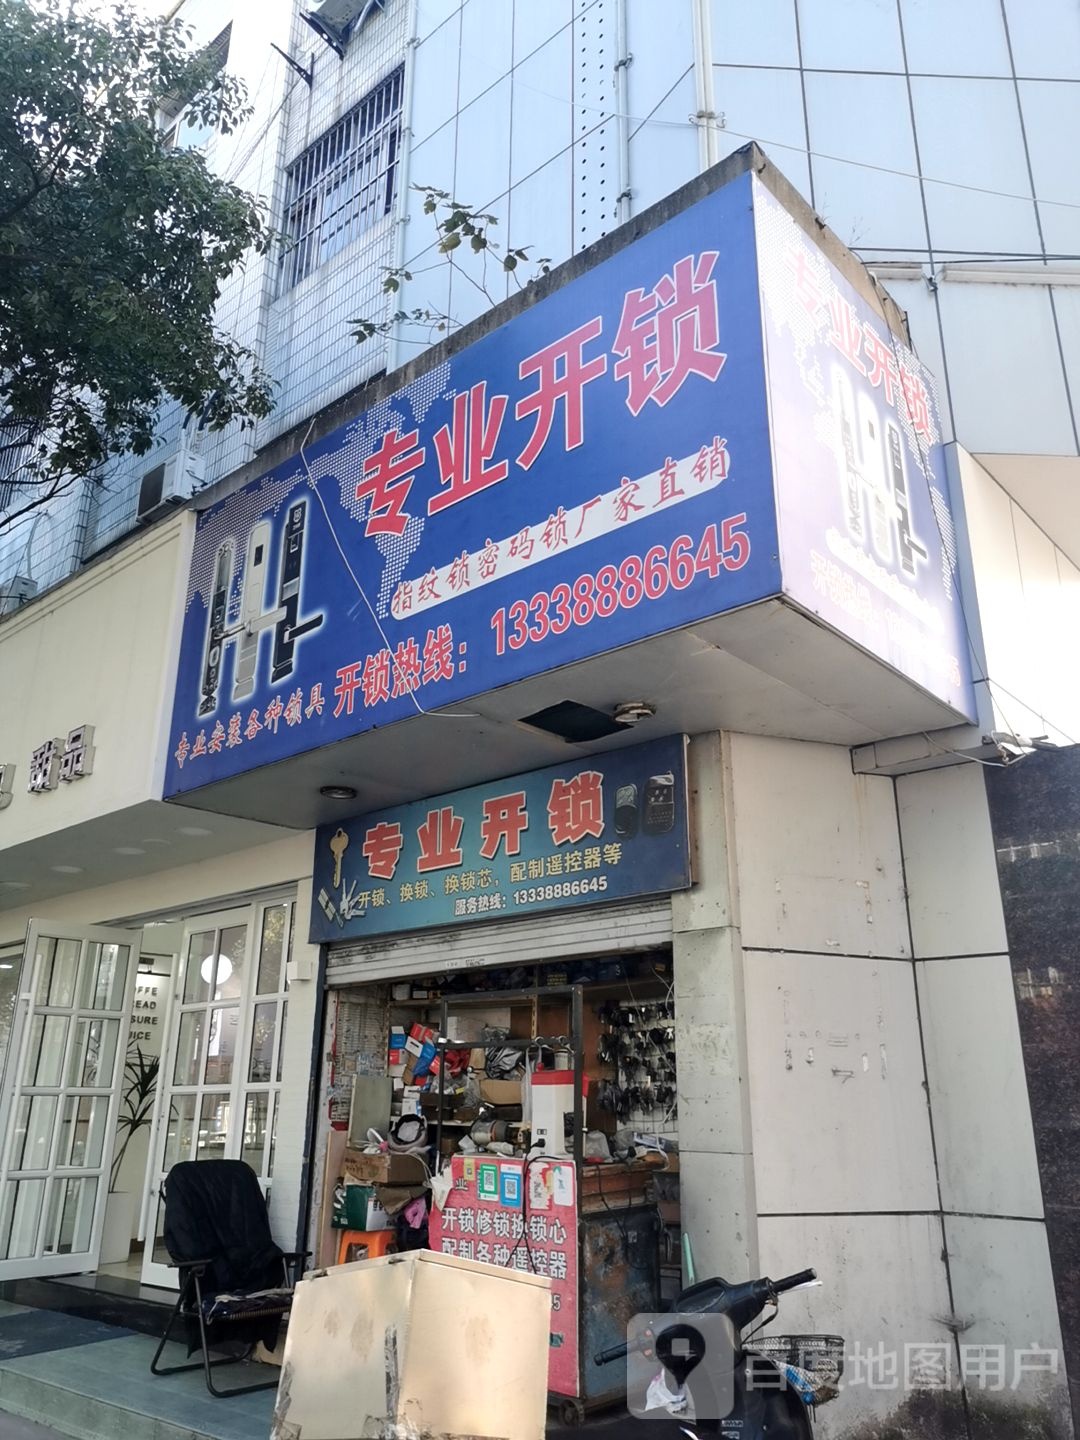 专业开锁
指纹锁密码锁厂家直销
开锁热线：13338886645
专业安装各种锁具
专业开锁
甜品
专业开锁
开锁、换锁、换锁芯，配制遥控器等
服务热线：13338886645
开锁修锁换锁心
配制各种遥控器
百度地图用户